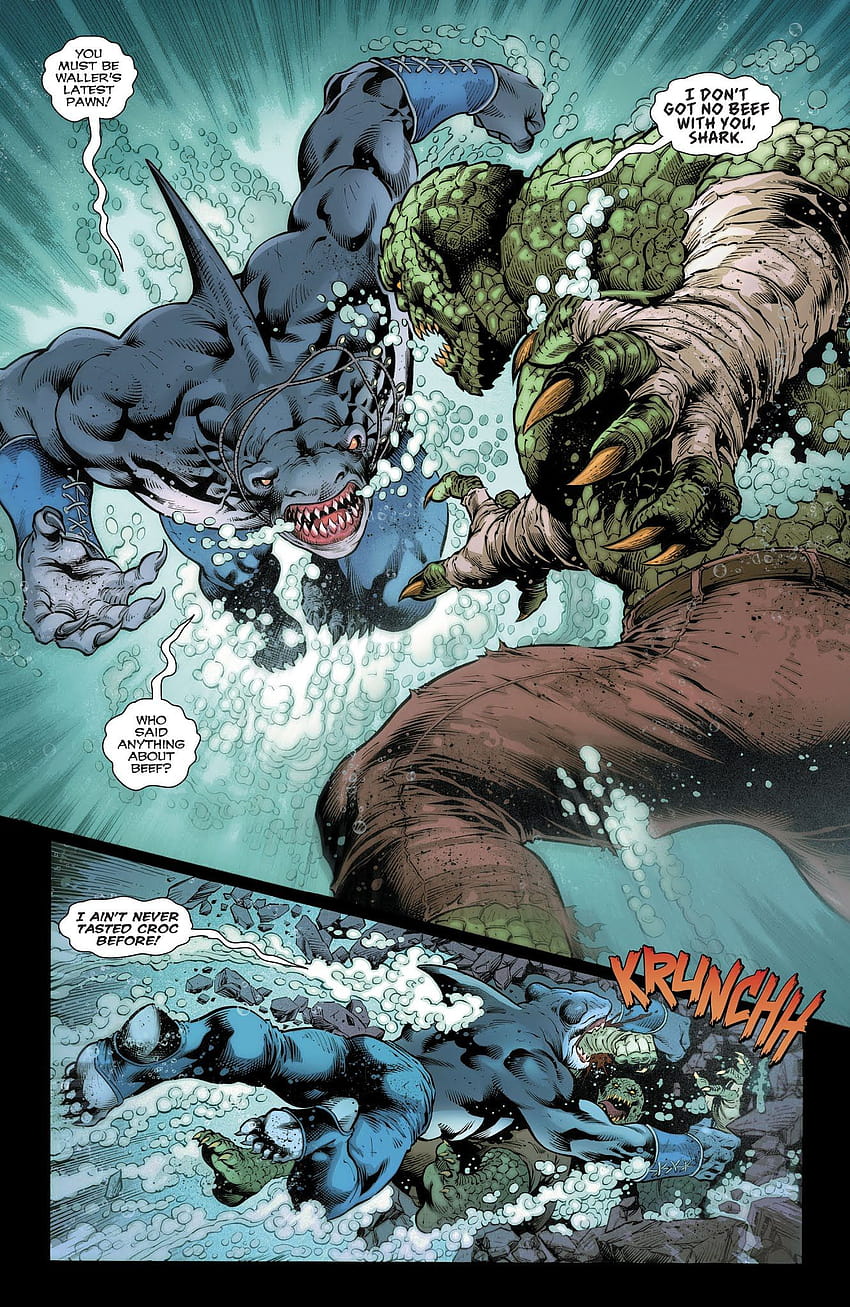 YOU
MUST BE
WALLER'S
LATEST
PAWN!
I DON'T
GOT NO BEEF
WITH YOU,
SHARK.
WHO
SAID
ANYTHING
ABOUT
BEEF?
I AIN'T NEVER
TASTED CROC
BEFORE!
KRUNCHH